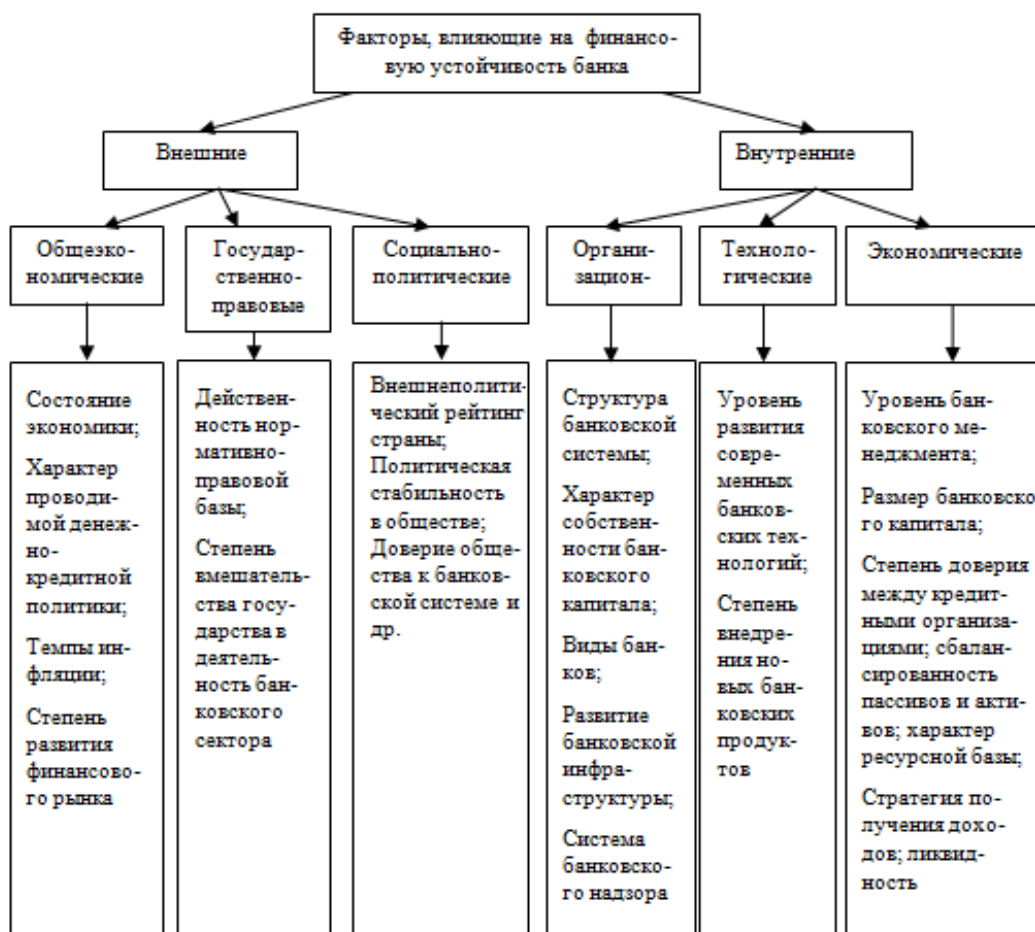 Факторы, влияющие на финансо-
вую устойчивость банка
Внешние
Внутренние
Общеэко-
номические
Государ-
ственно-
правовые
Социально-
политические
Органи-
зацион-
Техноло-
гические
Экономические
Состояние
экономики;
Характер
проводи-
мой денеж-
но-
кредитной
политики;
Темпы ин-
фляции;
Степень
развития
финансово-
го рынка
Действен-
ность нор-
мативно-
правовой
базы;
Степень
вмешатель-
ства госу-
дарства в
деятель-
ность бан-
ковского
сектора
Внешнеполити-
ческий рейтинг
страны;
Политическая
стабильность
в обществе;
Доверие обще-
ства к банков-
ской системе и
др.
Структура
банковской
системы;
Характер
собствен-
ности бан-
ковского
капитала;
Виды бан-
ков;
Развитие
банковской
инфра-
структуры;
Система
банковско-
го надзора
Уровень
развития
совре-
менных
банков-
ских тех-
нологий;
Степень
внедре-
ния но-
вых бан-
ковских
продук-
тов
Уровень бан-
ковского ме-
неджмента;
Размер банковско
го капитала;
Степень доверия
между кредит-
ными организа-
циями; сбалан-
сированность
пассивов и акти-
вов; характер
ресурсной базы;
Стратегия по-
лучения дохо-
дов; ликвид-
ность